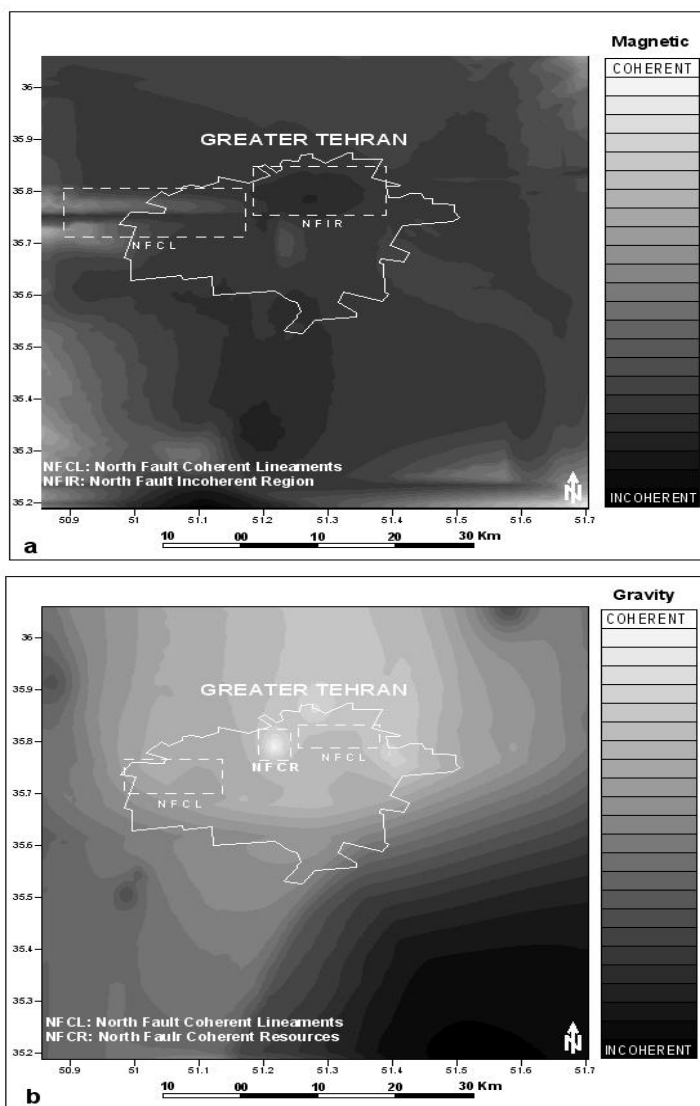 Magnetic
COHERENT
36
35.9
GREATER TEHRAN
35.8
NFIR
35.7
NFCL
35.6
35.5
35.4
35.3
NFCL: North Fault Coherent Lineaments
NFIR: North Fault Incoherent Region
N
INCOHERENT
35.2
50.9 51 51.1 51.2 51.3 51.4 51.5 51.6 51.7
a
10 00 10 20 30 Km
Gravity
COHERENT
36
35.9
GREATER TEHRAN
35.8
NFCR
NFCL
35.7
NFCL
35.6
35.5
35.4
35.3
NFCL: North Fault Coherent Lineaments
NFCR: North Faulr Coherent Resources
N
INCOHERENT
35.2
50.9 51 51.1 51.2 51.3 51.4 51.5 51.6 51.7
b
10 00 10 20 30 Km